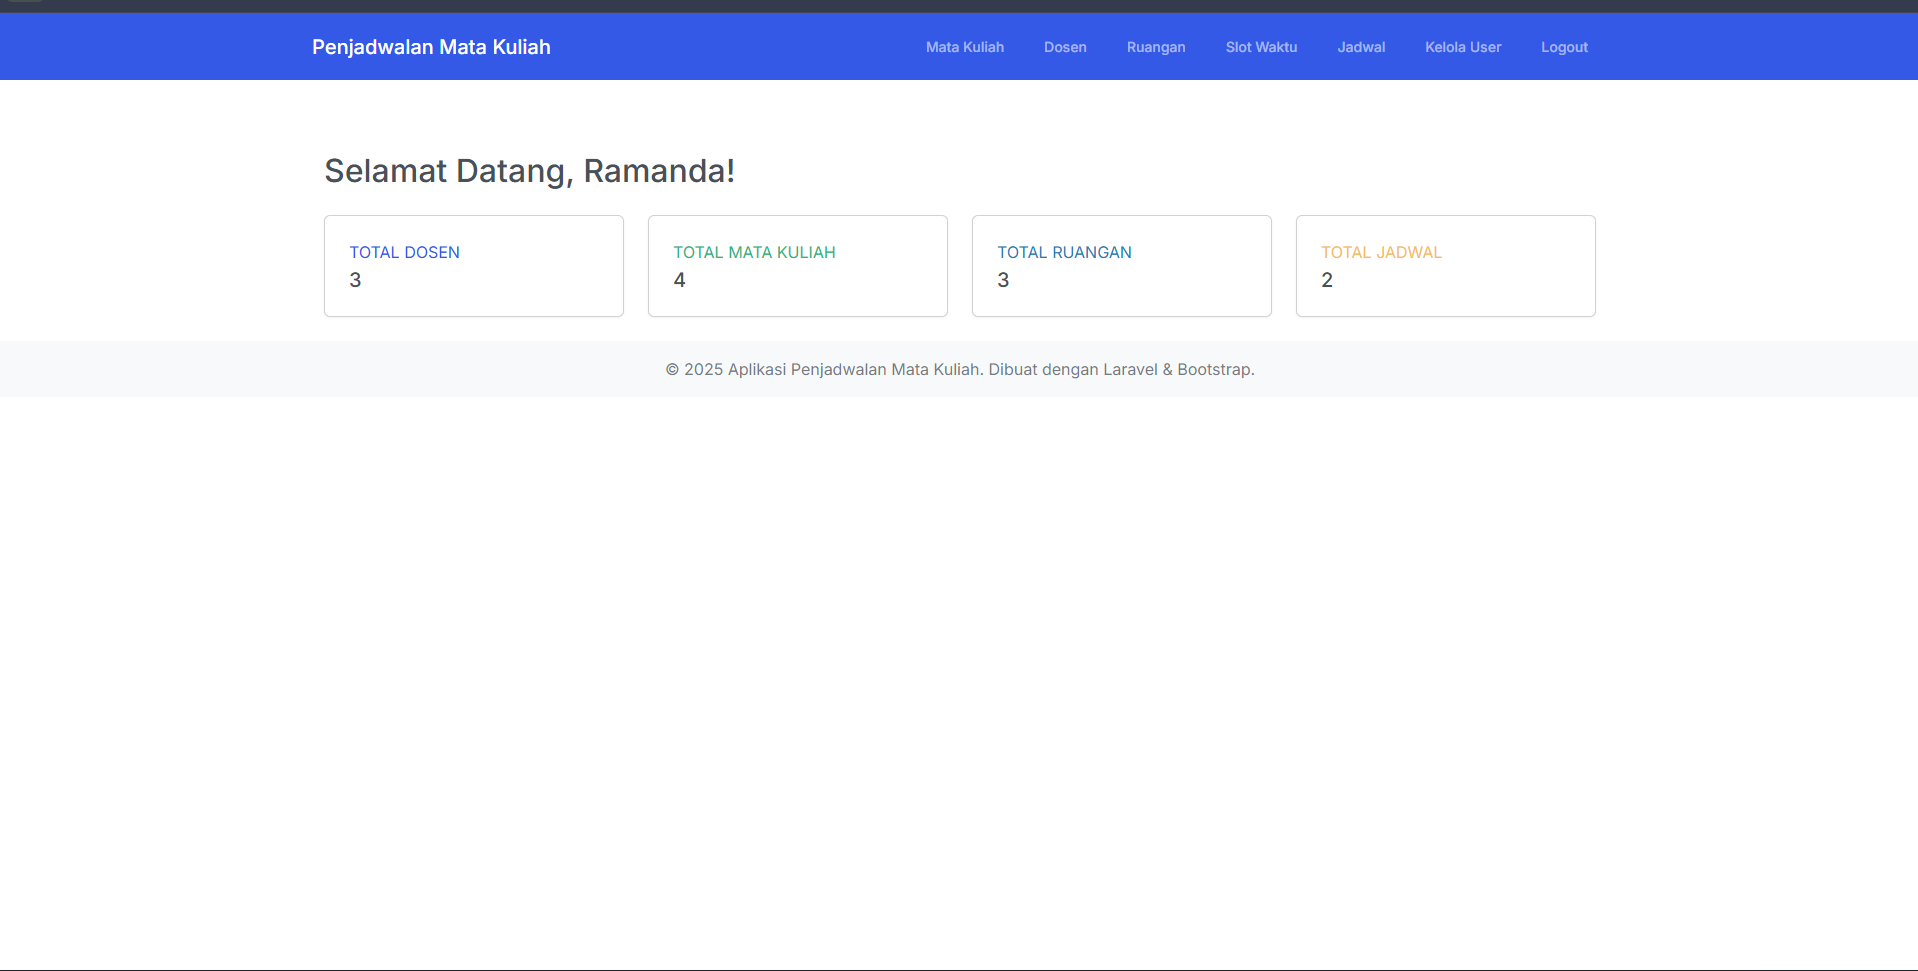 Penjadwalan Mata Kuliah
Mata Kuliah Dosen Ruangan Slot Waktu Jadwal Kelola User Logout
Selamat Datang, Ramanda!
TOTAL DOSEN
3
TOTAL MATA KULIAH
4
TOTAL RUANGAN
3
TOTAL JADWAL
2
© 2025 Aplikasi Penjadwalan Mata Kuliah. Dibuat dengan Laravel & Bootstrap.